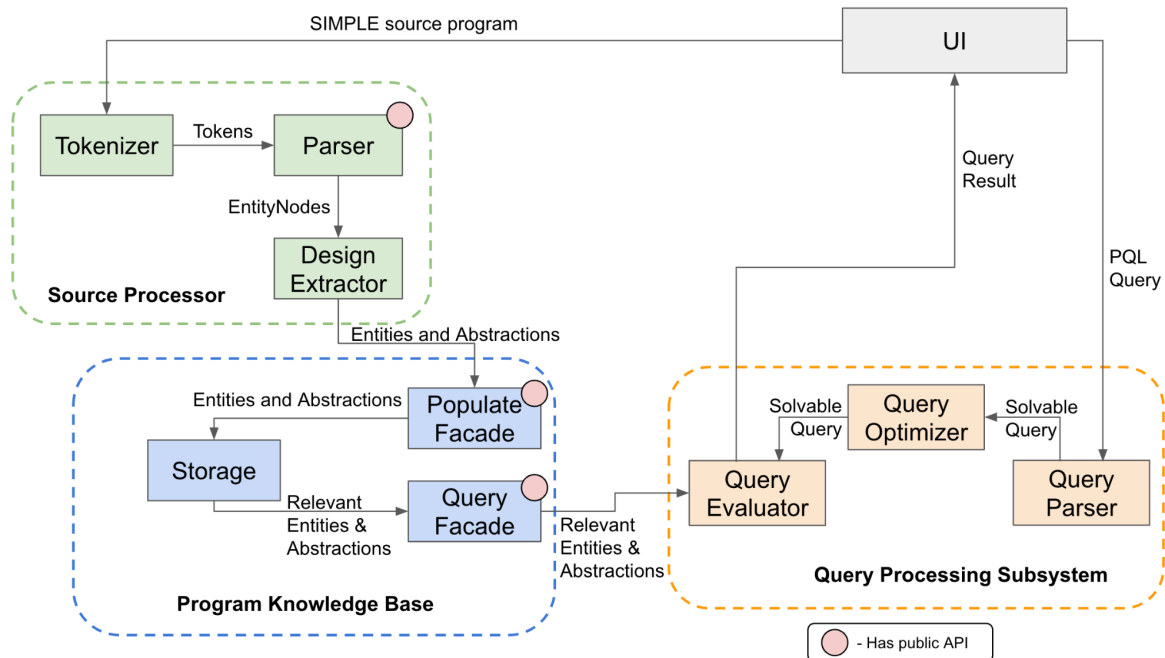 SIMPLE source program
UI
Tokenizer
Tokens
Parser
EntityNodes
Design
Extractor
Source Processor
Query
Result
PQL
Query
Entities and Abstractions
Entities and Abstractions
Populate
Facade
Storage
Relevant
Entities &
Abstractions
Query
Facade
Relevant
Entities &
Abstractions
Program Knowledge Base
Solvable
Query
Query
Optimizer
Solvable
Query
Query
Evaluator
Query
Parser
Query Processing Subsystem
- Has public API